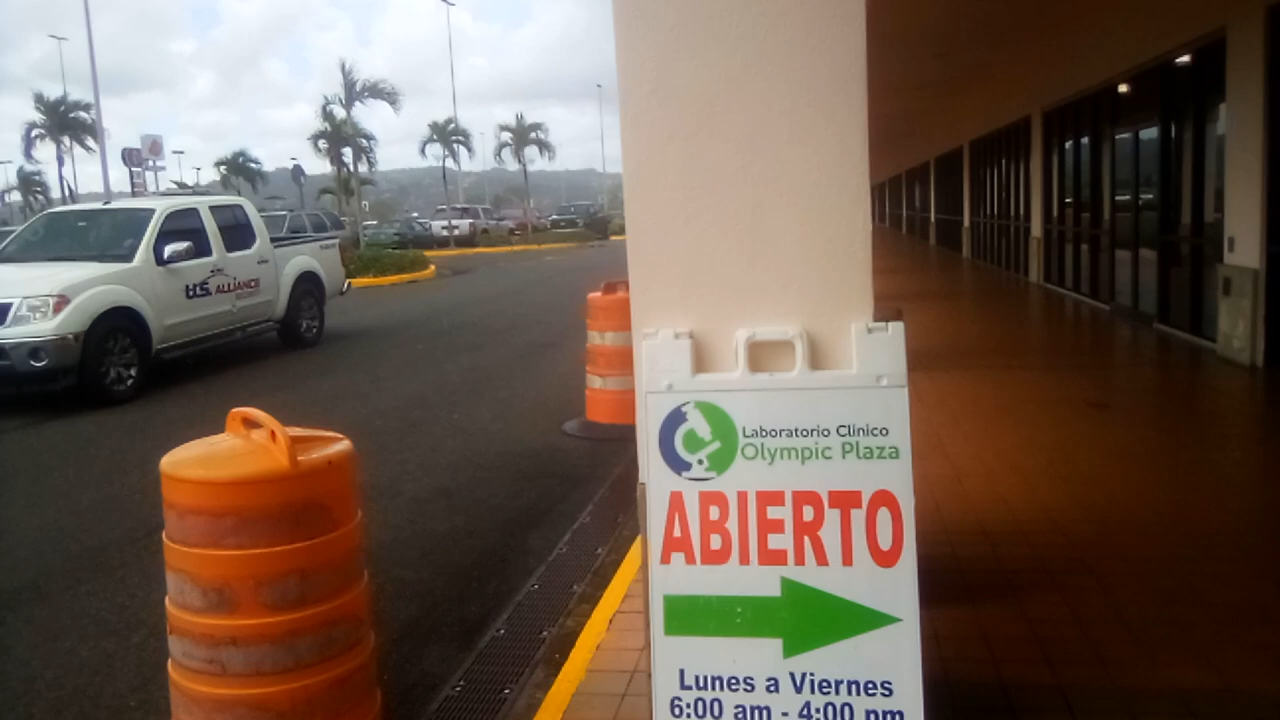 U.S. ALLIANCE
Laboratorio Clínico
Olympic Plaza
ABIERTO
Lunes a Viernes
6:00 am - 4:00 pm